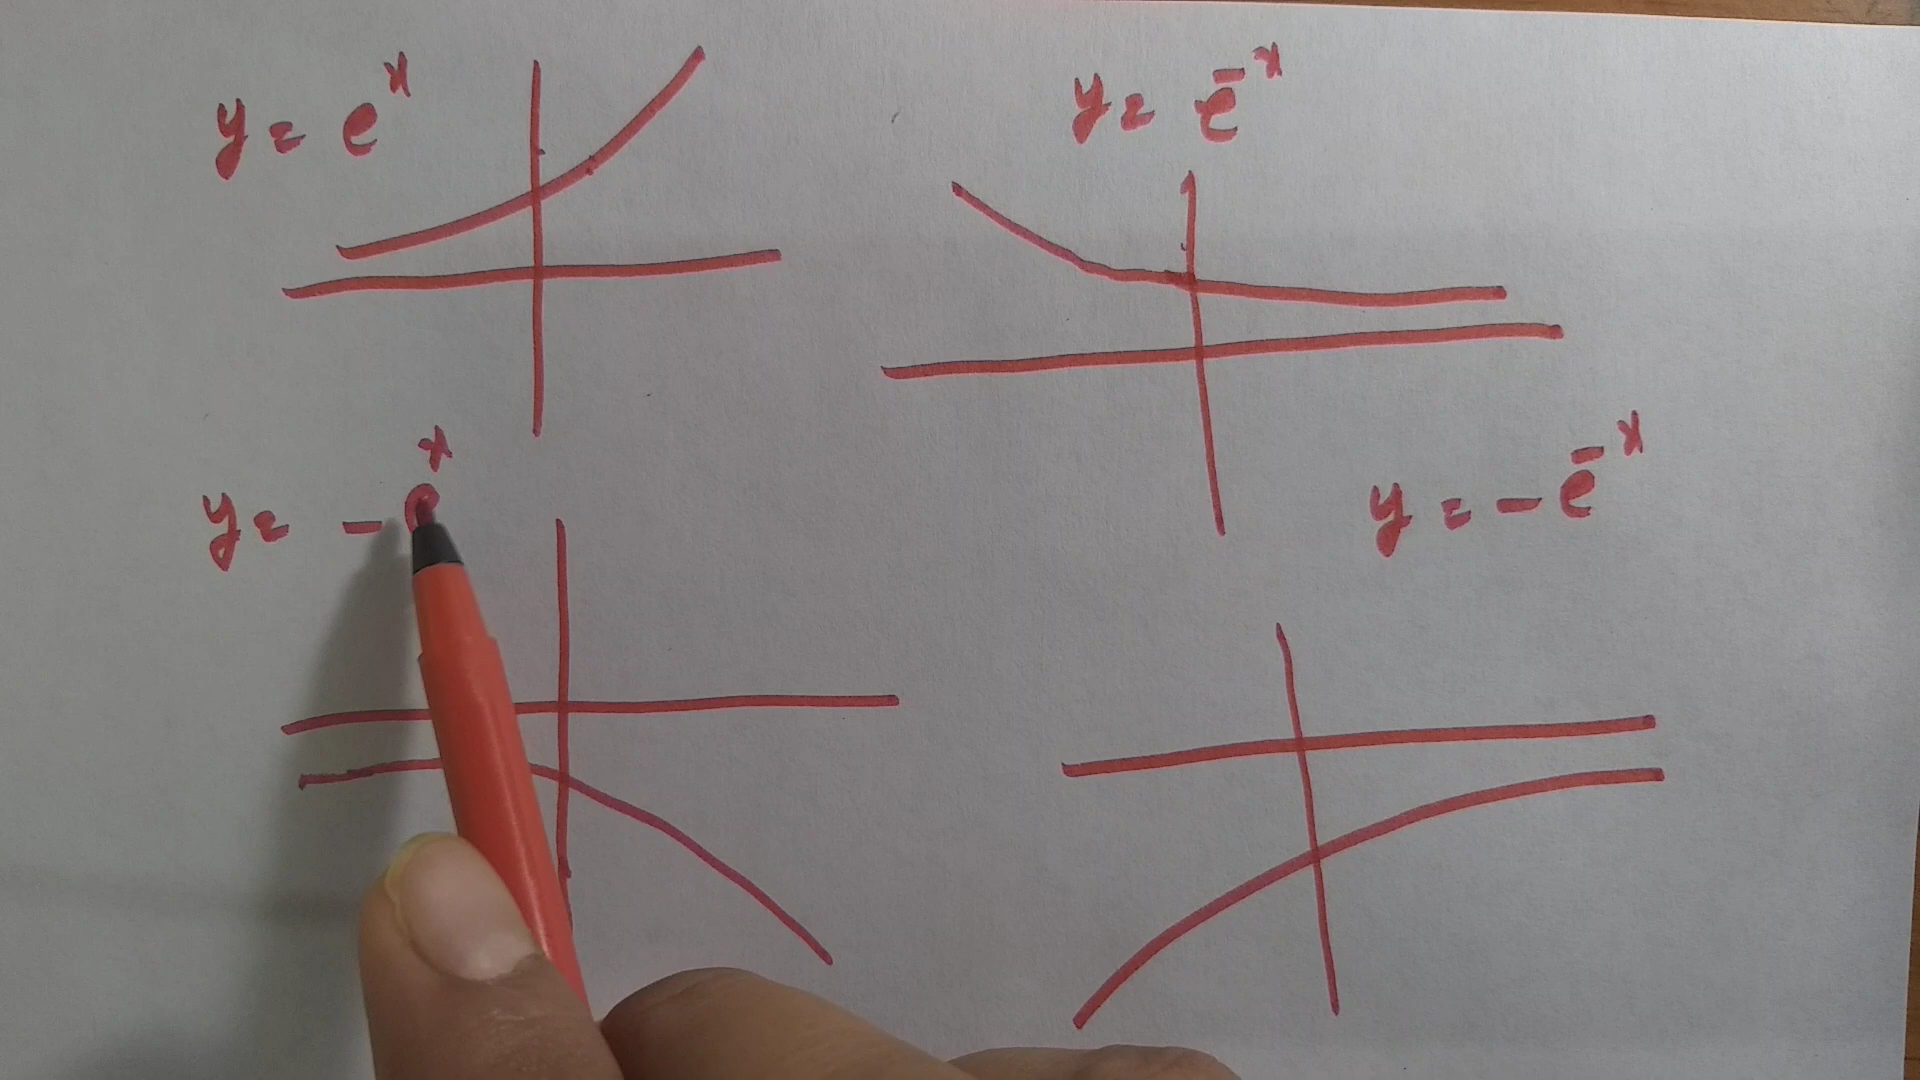 y = e^x
y = e^-x
y = - e^x
y = - e^-x